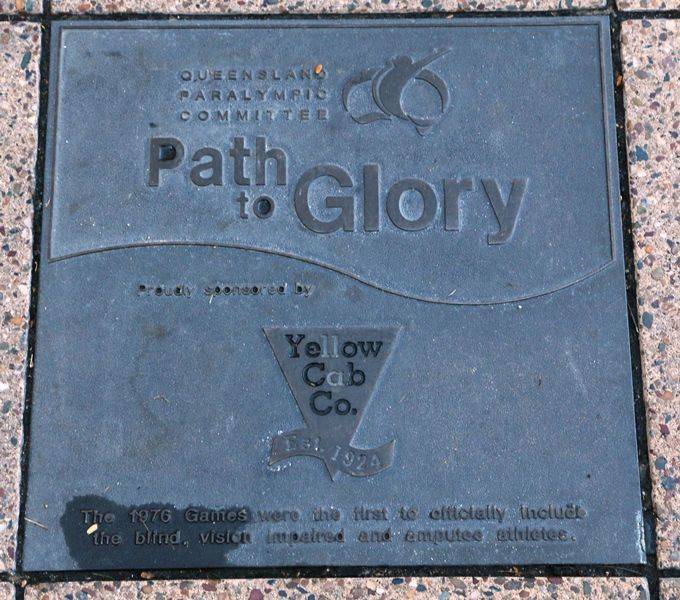 QUEENSLAND
PARALYMPIC
COMMITTEE
Path
to Glory
Proudly sponsored by
Yellow
Cab
Co.
Est. 1924
The 1976 Games were the first to officially include
the blind, vision impaired and amputee athletes.